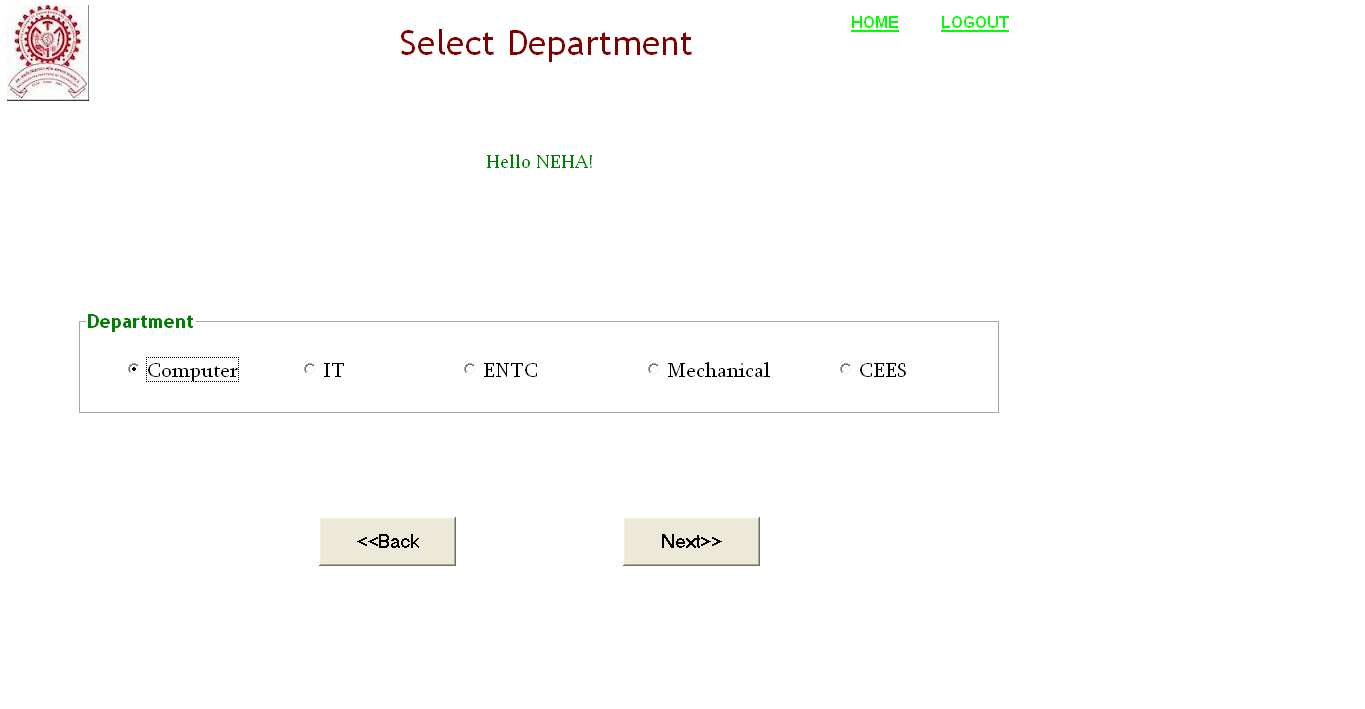 HOME LOGOUT
Select Department
Hello NEHA!
Department
Computer IT ENTC Mechanical CEES
<<Back Next>>